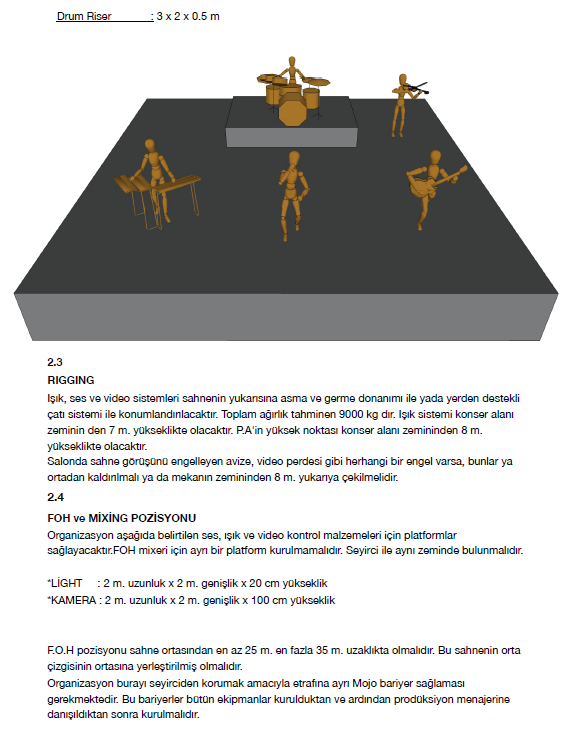 Drum Riser : 3 x 2 x 0.5 m
2.3
RIGGING
Işık, ses ve video sistemleri sahnenin yukarısına asma ve germe donanımı ile yada yerden destekli
çatı sistemi ile konumlandırılacaktır. Toplam ağırlık tahminen 9000 kg dır. Işık sistemi konser alanı
zeminin den 7 m. yükseklikte olacaktır. P.A'in yüksek noktası konser alanı zemininden 8 m.
yükseklikte olacaktır.
Salonda sahne görüşünü engelleyen avize, video perdesi gibi herhangi bir engel varsa, bunlar ya
ortadan kaldırılmalı ya da mekanın zemininden 8 m. yukarıya çekilmelidir.
2.4
FOH ve MİXİNG POZİSYONU
Organizasyon aşağıda belirtilen ses, ışık ve video kontrol malzemeleri için platformlar
sağlayacaktır.FOH mixeri için ayrı bir platform kurulmamalıdır. Seyirci ile aynı zeminde bulunmalıdır.
*LİGHT : 2 m. uzunluk x 2 m. genişlik x 20 cm yükseklik
*KAMERA : 2 m. uzunluk x 2 m. genişlik x 100 cm yükseklik
F.O.H pozisyonu sahne ortasından en az 25 m. en fazla 35 m. uzaklıkta olmalıdır. Bu sahnenin orta
çizgisinin ortasına yerleştirilmiş olmalıdır.
Organizasyon burayı seyirciden korumak amacıyla etrafına ayrı Mojo bariyer sağlaması
gerekmektedir. Bu bariyerler bütün ekipmanlar kurulduktan ve ardından prodüksiyon menajerine
danışıldıktan sonra kurulmalıdır.